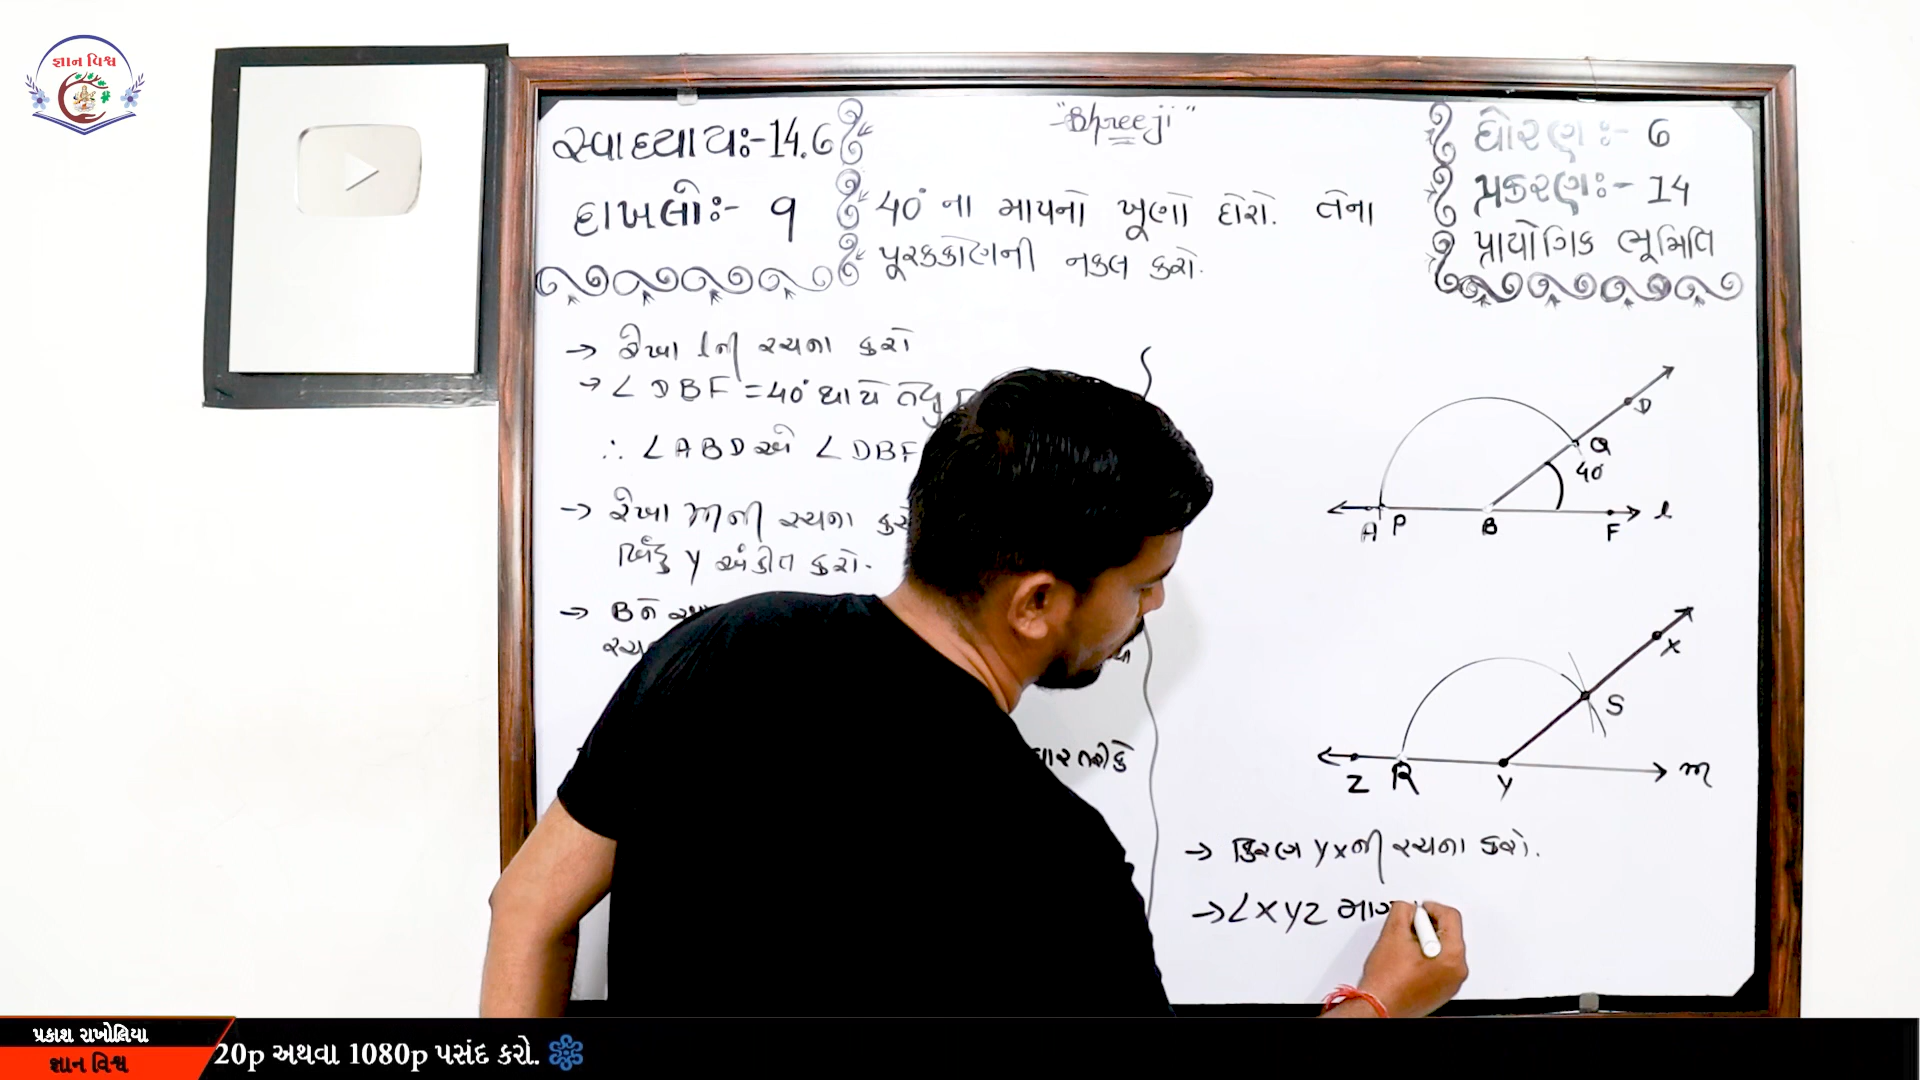 જ્ઞાન વિશ્વ
"Shreeji"
સ્વાધ્યાયઃ-14.6
દાખલોઃ- 9
40° ના માપનો ખૂણો દોરો. તેના
પૂરકકોણની નકલ કરો.
ધોરણઃ- 6
પ્રકરણઃ- 14
પ્રાયોગિક ભૂમિતિ
→ રેખા l ની રચના કરો
→ ∠DBF = 40° થાય તેવુ
∴ ∠ABD એ ∠DBF
→ રેખા m ની રચના કરો
બિંદુ Y અંકીત કરો.
→ B ને
D
Q
40°
A P B F l
X
S
Z R Y m
→ કિરણ YX ની રચના કરો.
→ ∠XYZ
પ્રકાશ રાખોલિયા
જ્ઞાન વિશ્વ
20p અથવા 1080p પસંદ કરો.